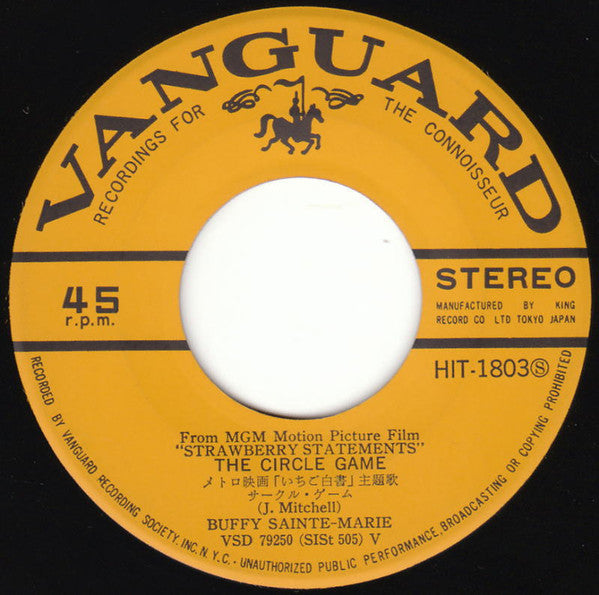 VANGUARD
RECORDINGS FOR THE CONNOISSEUR
45
r.p.m.
STEREO
MANUFACTURED BY KING
RECORD CO LTD TOKYO JAPAN
HIT-1803Ⓢ
From MGM Motion Picture Film
"STRAWBERRY STATEMENTS"
THE CIRCLE GAME
メトロ映画「いちご白書」主題歌
サークル・ゲーム
(J. Mitchell)
BUFFY SAINTE-MARIE
VSD 79250 (SISt 505) V
RECORDED BY VANGUARD RECORDING SOCIETY, INC. N.Y.C. · UNAUTHORIZED PUBLIC PERFORMANCE, BROADCASTING OR COPYING PROHIBITED